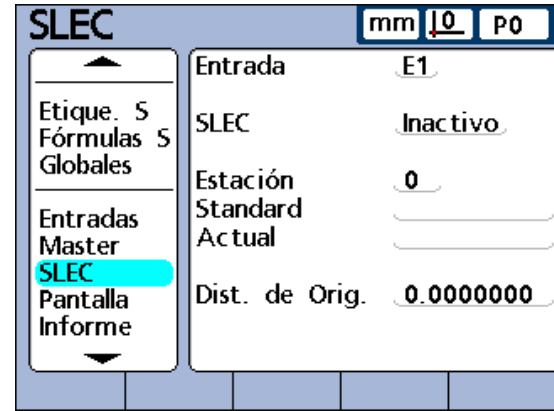 SLEC
mm 0 P0
Etique. S
Fórmulas S
Globales
Entradas
Master
SLEC
Pantalla
Informe
Entrada E1
SLEC Inactivo
Estación 0
Standard
Actual
Dist. de Orig. 0.0000000